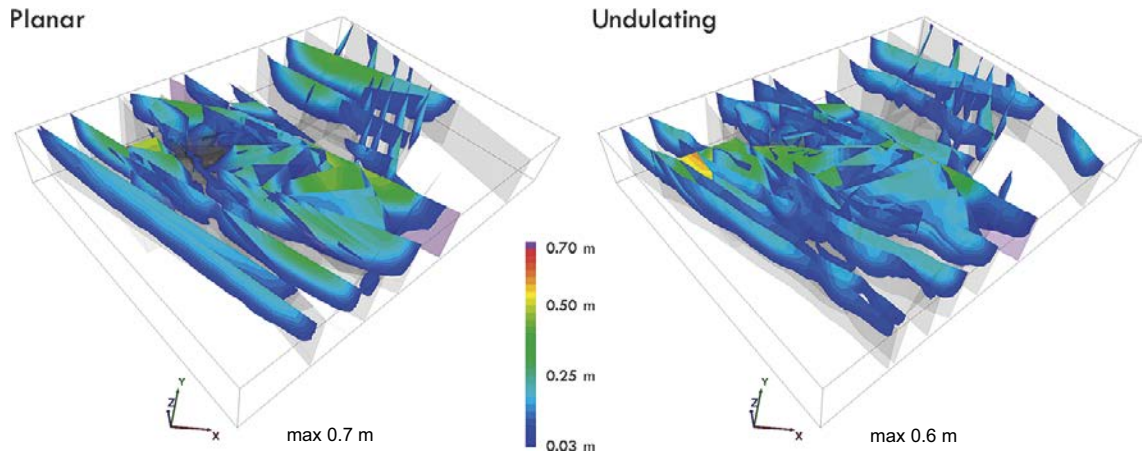 Planar
Undulating
0.70 m
0.50 m
0.25 m
0.03 m
Y
Z
X
max 0.7 m
Y
Z
X
max 0.6 m